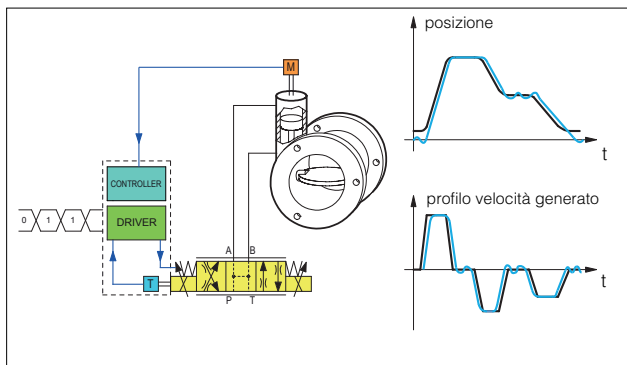 posizione
M
t
CONTROLLER
DRIVER
0 1 1
profilo velocità generato
A B
T
P T
t